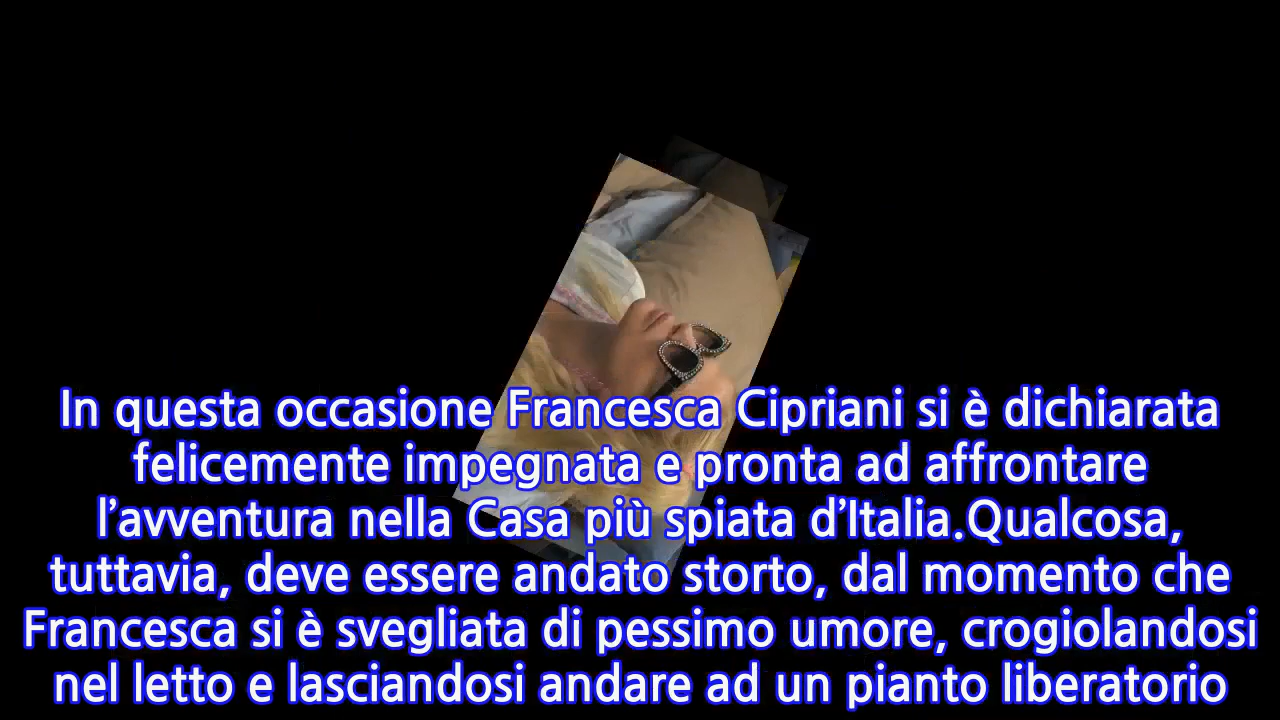 In questa occasione Francesca Cipriani si è dichiarata
felicemente impegnata e pronta ad affrontare
l’avventura nella Casa più spiata d’Italia.Qualcosa,
tuttavia, deve essere andato storto, dal momento che
Francesca si è svegliata di pessimo umore, crogiolandosi
nel letto e lasciandosi andare ad un pianto liberatorio